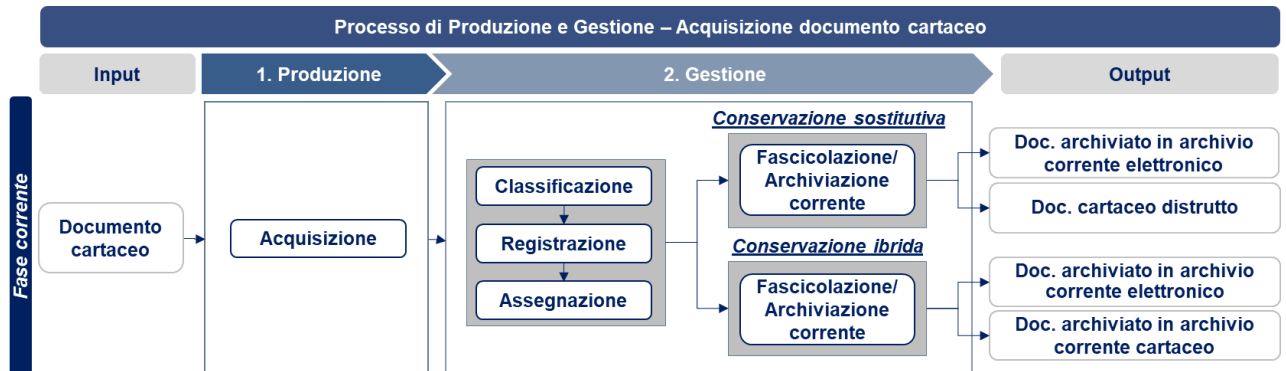 Processo di Produzione e Gestione – Acquisizione documento cartaceo
Input
1. Produzione
2. Gestione
Output
Fase corrente
Documento
cartaceo
Acquisizione
Classificazione
Registrazione
Assegnazione
Conservazione sostitutiva
Fascicolazione/
Archiviazione
corrente
Conservazione ibrida
Fascicolazione/
Archiviazione
corrente
Doc. archiviato in archivio
corrente elettronico
Doc. cartaceo distrutto
Doc. archiviato in archivio
corrente elettronico
Doc. archiviato in archivio
corrente cartaceo